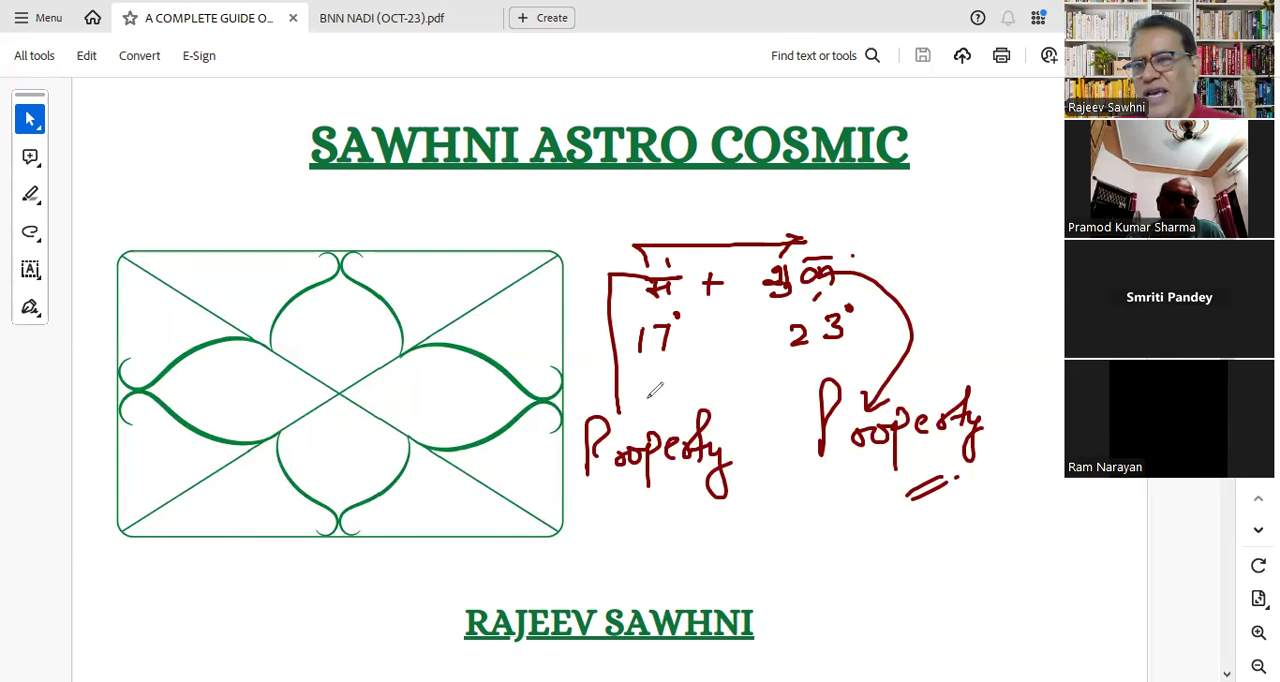 Menu
A COMPLETE GUIDE O...
BNN NADI (OCT-23).pdf
Create
All tools
Edit
Convert
E-Sign
Find text or tools
SAWHNI ASTRO COSMIC
मं + शुक्र
17° 23°
Property Property
RAJEEV SAWHNI
Rajeev Sawhni
Pramod Kumar Sharma
Smriti Pandey
Ram Narayan